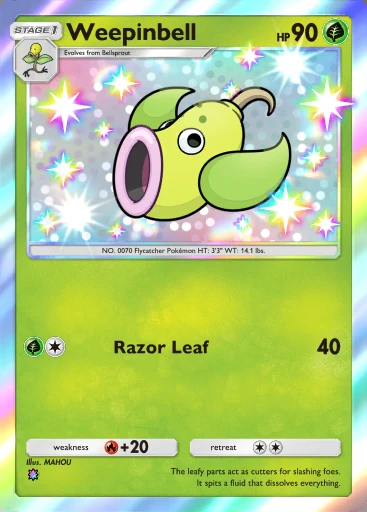 STAGE 1
Weepinbell
HP 90
Evolves from Bellsprout.
NO. 0070 Flycatcher Pokémon HT: 3'3" WT: 14.1 lbs.
Razor Leaf 40
weakness +20 retreat
Illus. MAHOU
The leafy parts act as cutters for slashing foes.
It spits a fluid that dissolves everything.